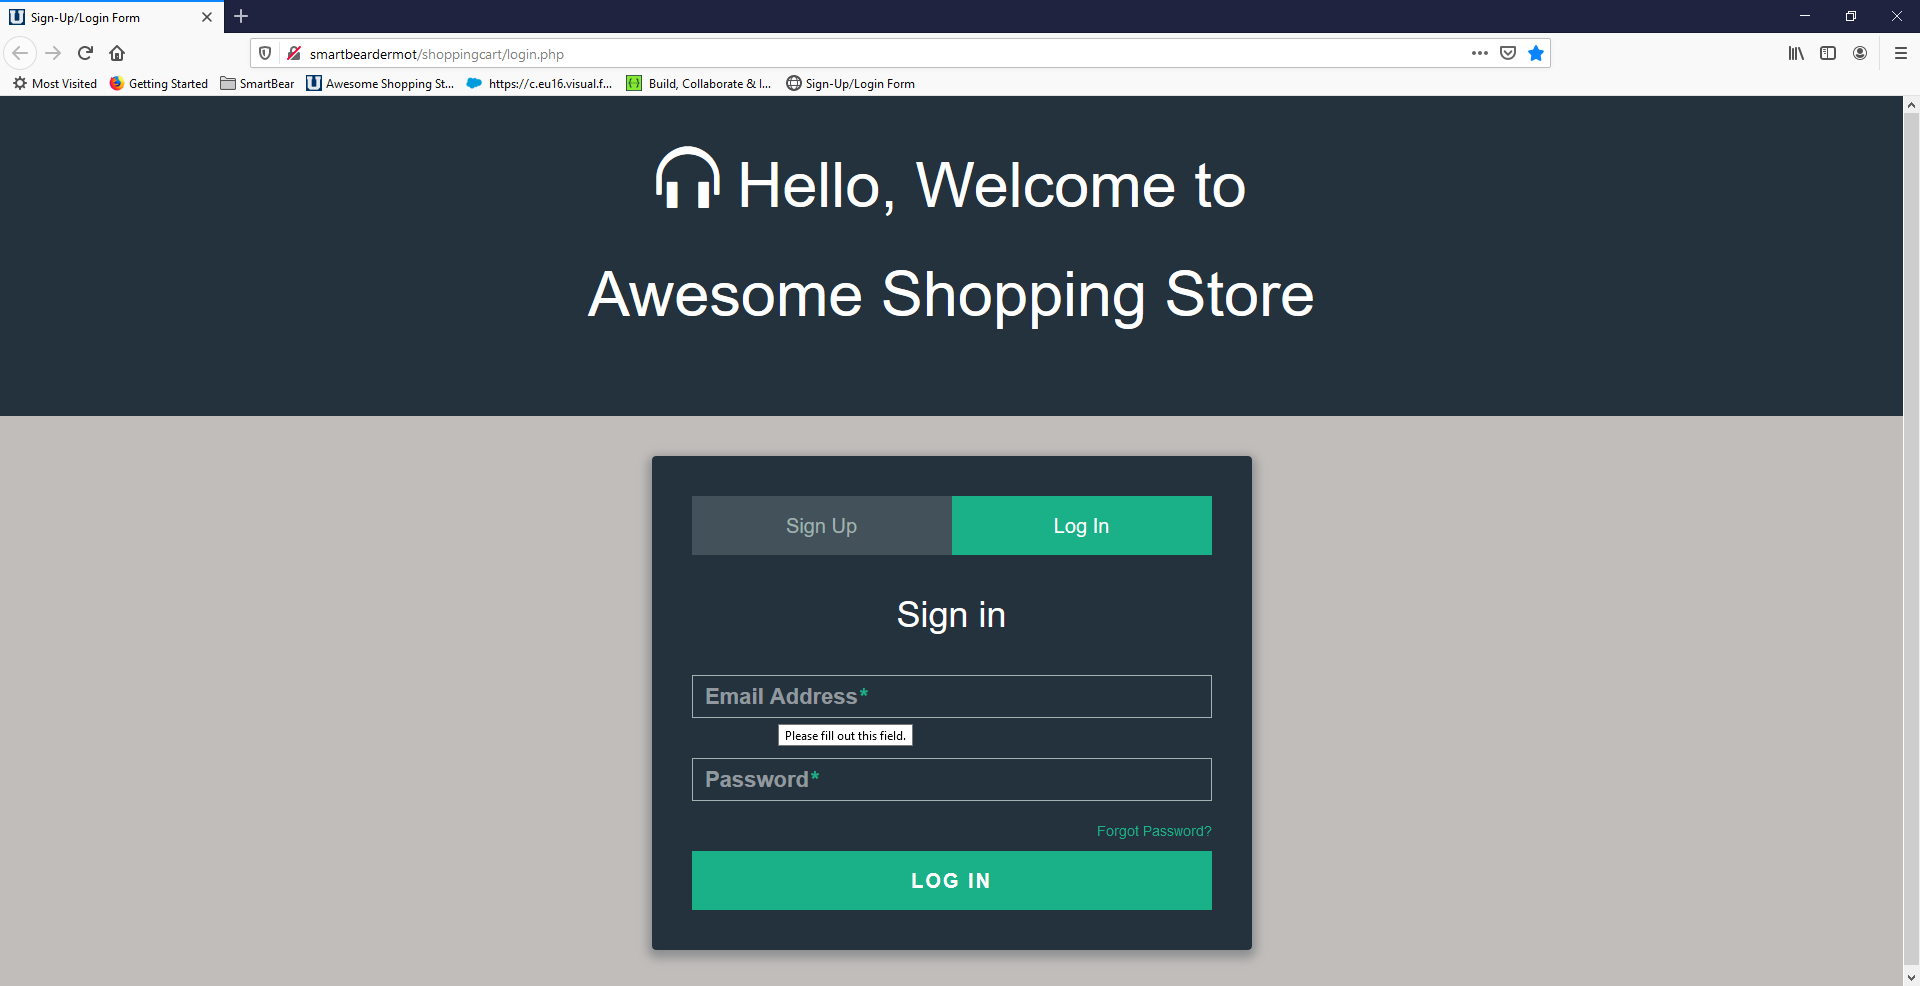 Sign-Up/Login Form
smartbeardermot/shoppingcart/login.php
Most Visited Getting Started SmartBear Awesome Shopping St... https://c.eu16.visual.f... Build, Collaborate & I... Sign-Up/Login Form
Hello, Welcome to
Awesome Shopping Store
Sign Up Log In
Sign in
Email Address*
Please fill out this field.
Password*
Forgot Password?
LOG IN